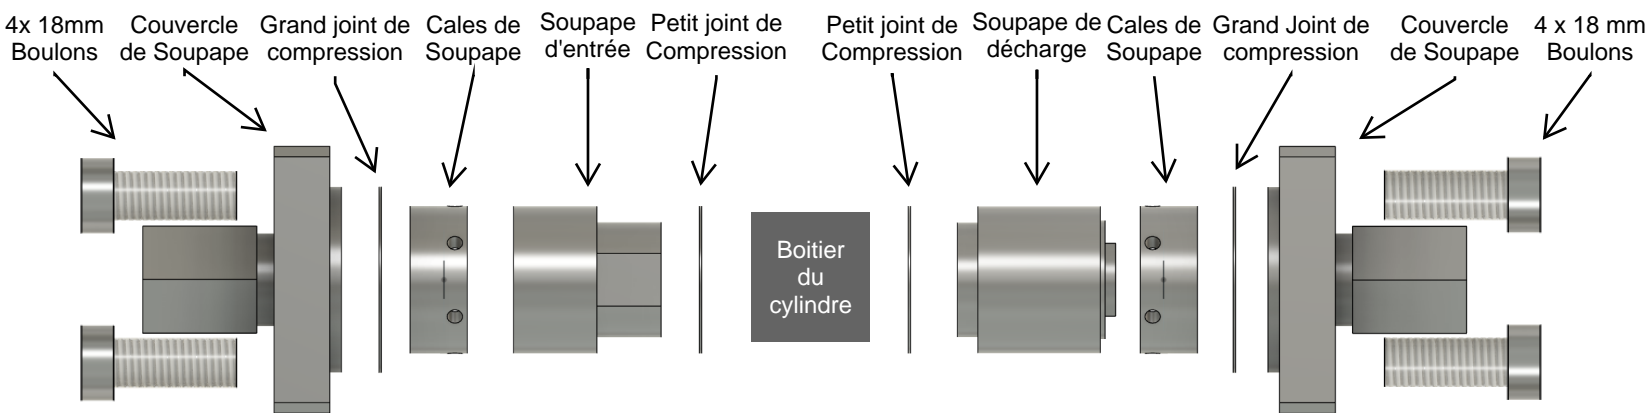 4x 18mm
Boulons
Couvercle
de Soupape
Grand joint de
compression
Cales de
Soupape
Soupape
d'entrée
Petit joint de
Compression
Petit joint de
Compression
Soupape de
décharge
Cales de
Soupape
Grand Joint de
compression
Couvercle
de Soupape
4 x 18 mm
Boulons
Boitier
du
cylindre